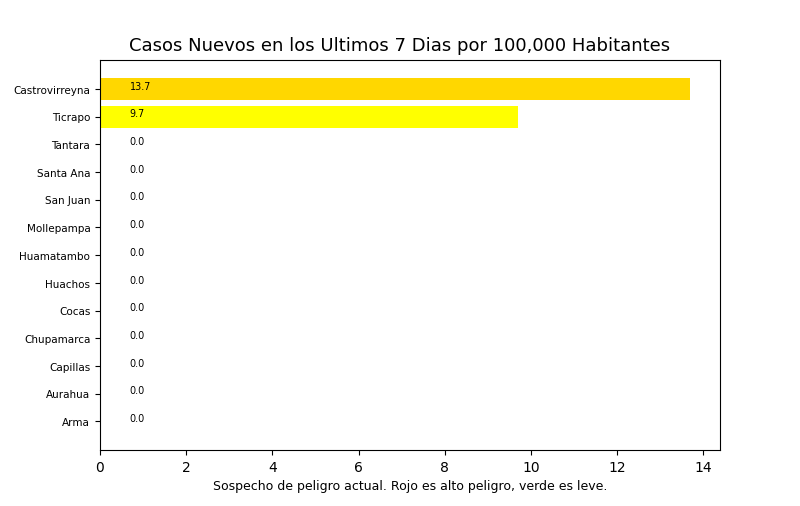 Casos Nuevos en los Ultimos 7 Dias por 100,000 Habitantes
Castrovirreyna 13.7
Ticrapo 9.7
Tantara 0.0
Santa Ana 0.0
San Juan 0.0
Mollepampa 0.0
Huamatambo 0.0
Huachos 0.0
Cocas 0.0
Chupamarca 0.0
Capillas 0.0
Aurahua 0.0
Arma 0.0
0 2 4 6 8 10 12 14
Sospecho de peligro actual. Rojo es alto peligro, verde es leve.